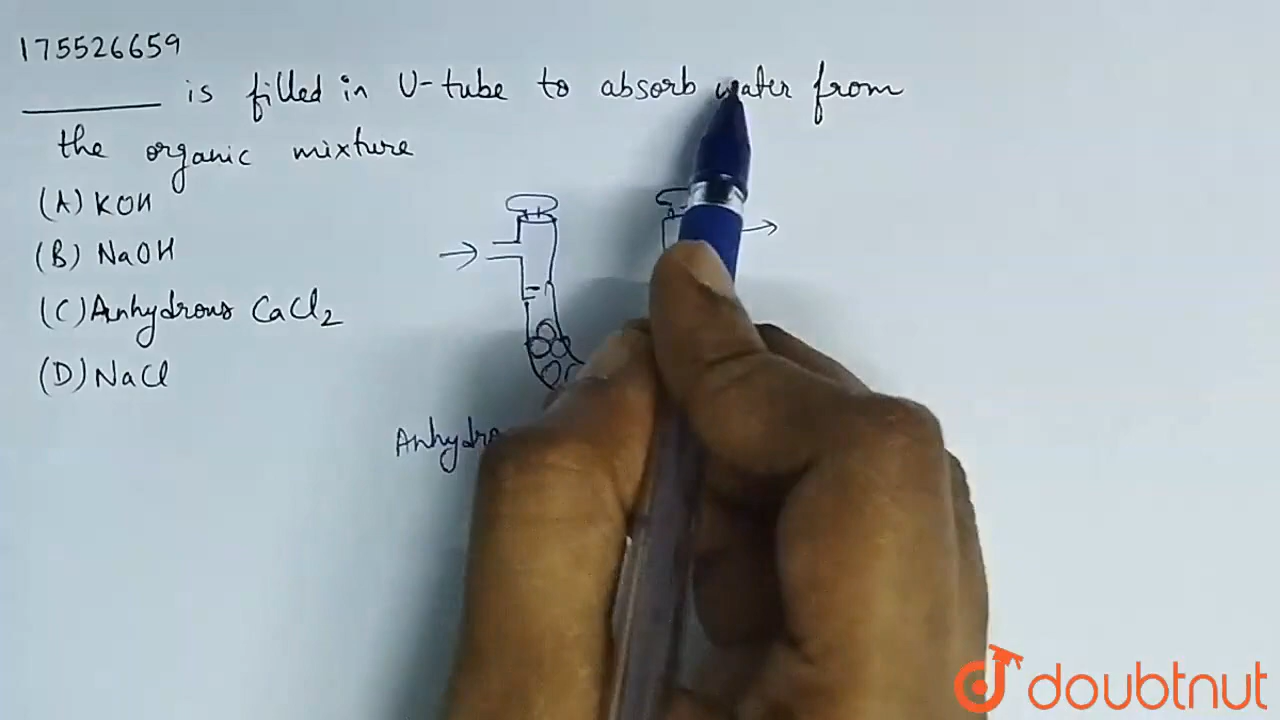 175526659
________ is filled in U-tube to absorb water from
the organic mixture
(A) KOH
(B) NaOH
(C) Anhydrous CaCl2
(D) NaCl
doubtnut